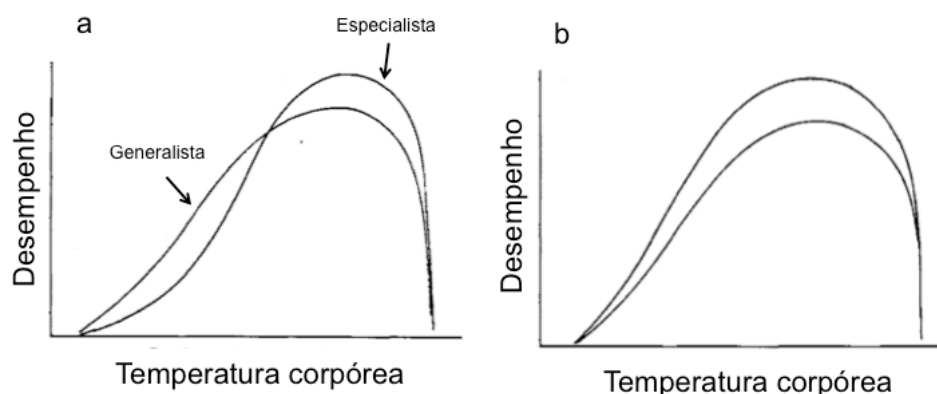 a
Especialista
Generalista
Desempenho
Temperatura corpórea
b
Desempenho
Temperatura corpórea